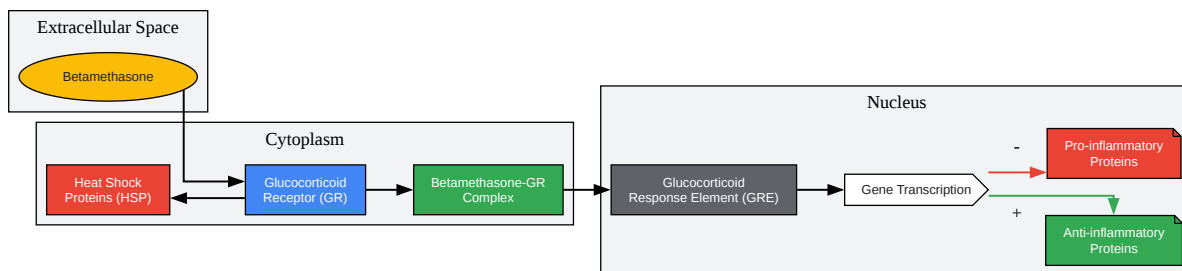 Extracellular Space
Betamethasone
Cytoplasm
Heat Shock
Proteins (HSP)
Glucocorticoid
Receptor (GR)
Betamethasone-GR
Complex
Nucleus
Glucocorticoid
Response Element (GRE)
Gene Transcription
-
Pro-inflammatory
Proteins
+
Anti-inflammatory
Proteins